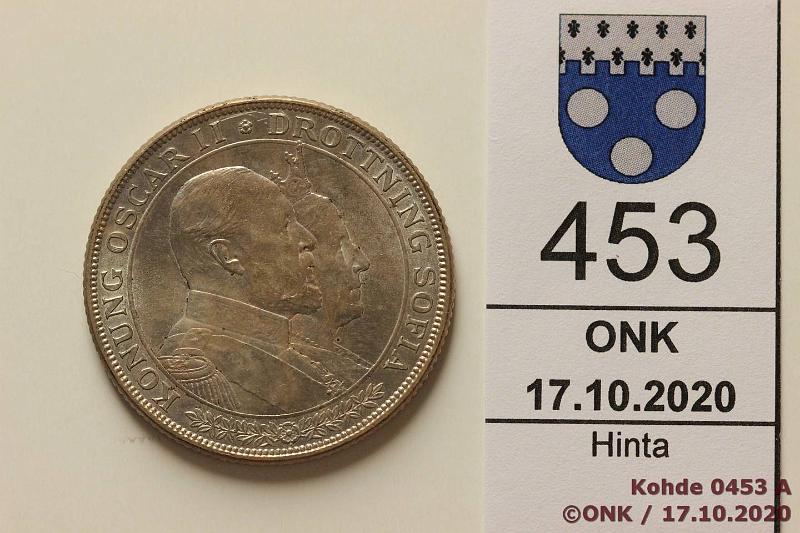 KONUNG OSCAR II DROTTNING SOFIA
453
ONK
17.10.2020
Hinta
Kohde 0453 A
©ONK / 17.10.2020